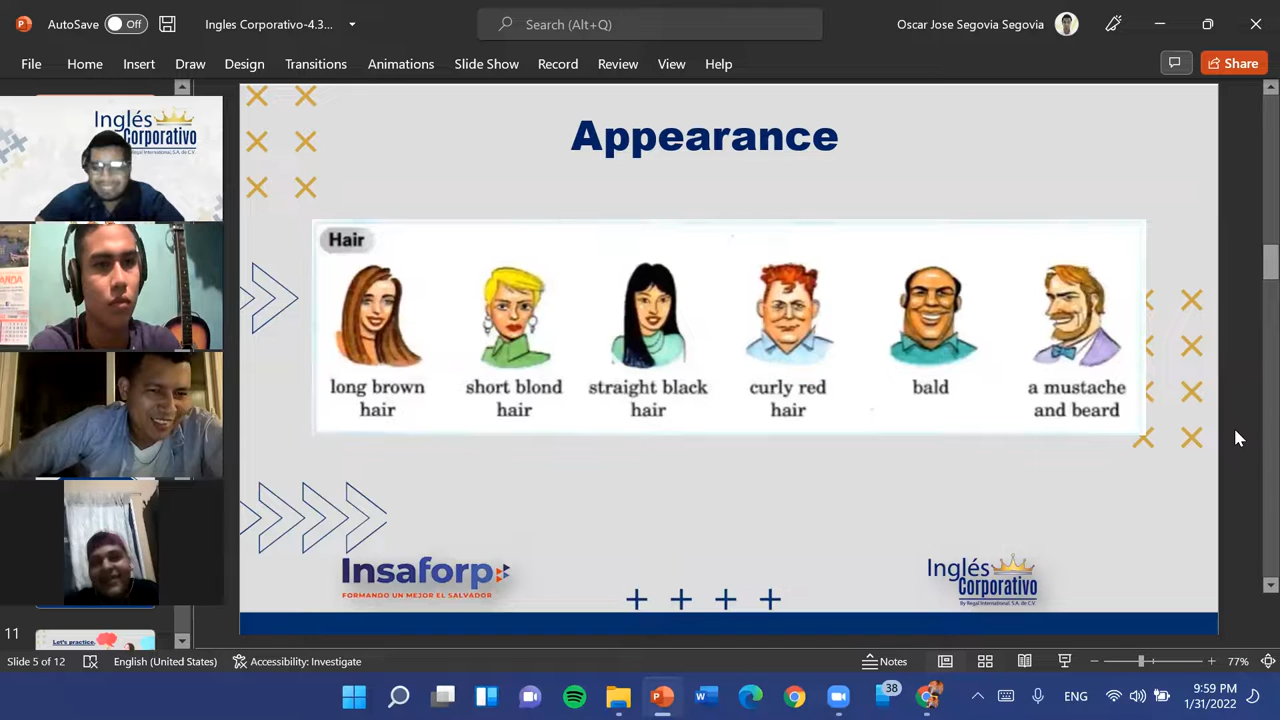 AutoSave Off Ingles Corporativo-4.3... Search (Alt+Q) Oscar Jose Segovia Segovia
File Home Insert Draw Design Transitions Animations Slide Show Record Review View Help Share
Inglés
Corporativo
By Regal International, S.A. de C.V.
Appearance
Hair
long brown
hair
short blond
hair
straight black
hair
curly red
hair
bald
a mustache
and beard
Insaforp
FORMANDO UN MEJOR EL SALVADOR
Inglés
Corporativo
By Regal International, S.A. de C.V.
11
Let's practice.
Slide 5 of 12 English (United States) Accessibility: Investigate Notes 77%
38 ENG 9:59 PM
1/31/2022